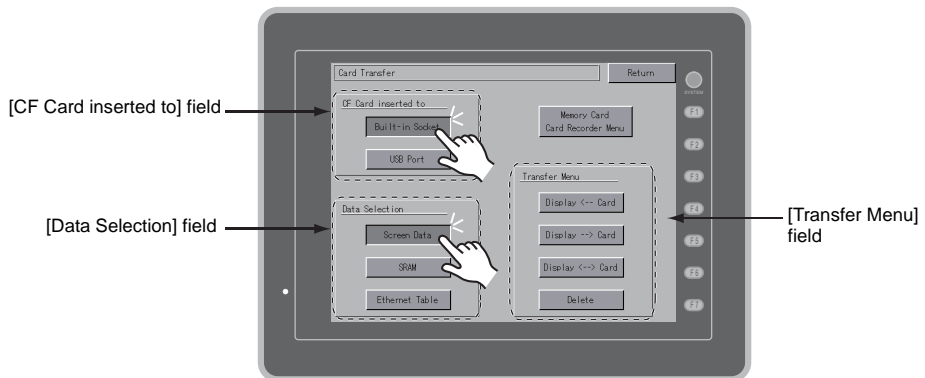 Card Transfer
Return
SYSTEM
[CF Card inserted to] field
CF Card inserted to
Built-in Socket
USB Port
Memory Card
Card Recorder Menu
F1
F2
F3
F4
F5
F6
F7
[Data Selection] field
Data Selection
Screen Data
SRAM
Ethernet Table
Transfer Menu
Display <-- Card
Display --> Card
Display <--> Card
Delete
[Transfer Menu]
field